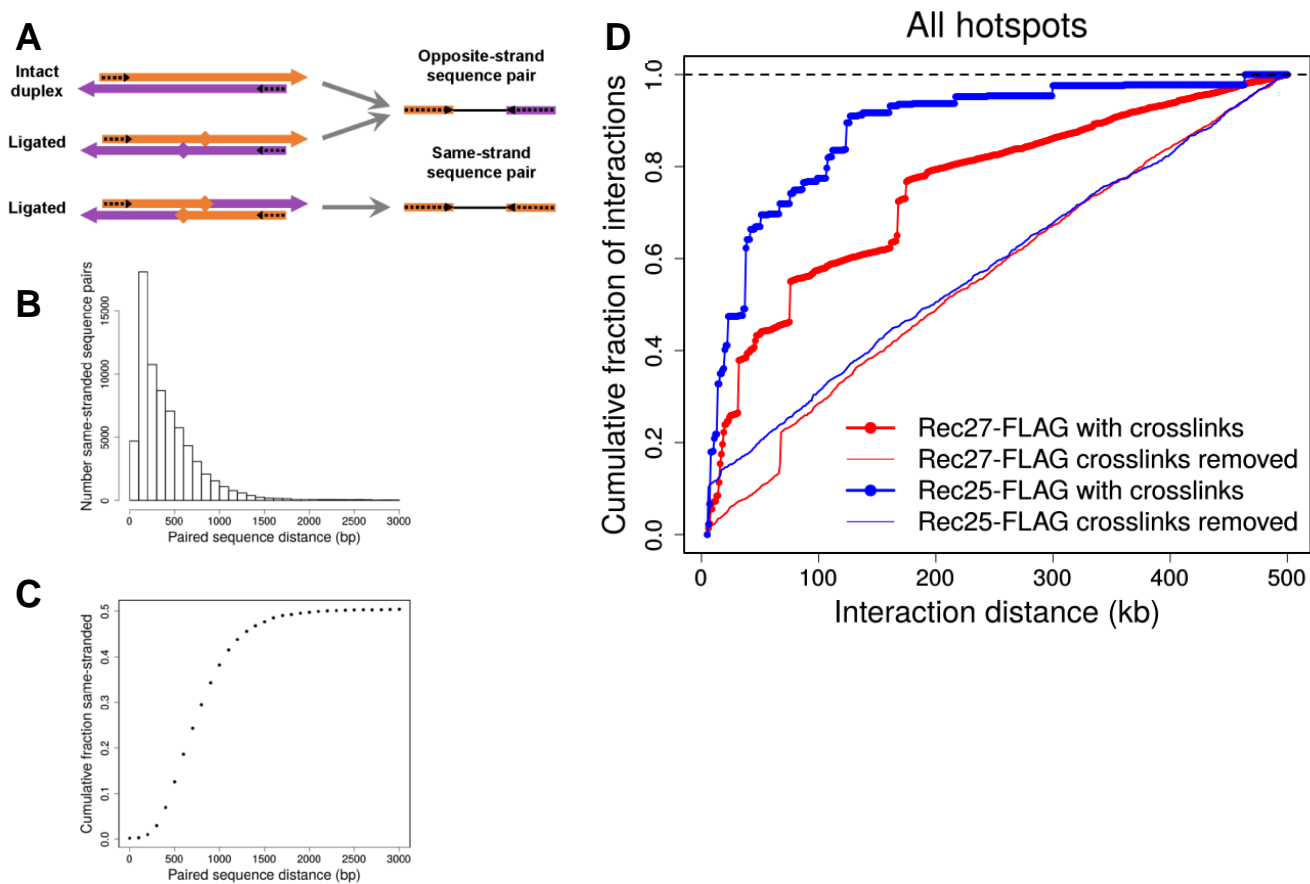 A
Intact
duplex
Ligated
Ligated
Opposite-strand
sequence pair
Same-strand
sequence pair
B
Number same-stranded sequence pairs
0
5000
10000
15000
0
500
1000
1500
2000
2500
3000
Paired sequence distance (bp)
C
Cumulative fraction same-stranded
0.0
0.1
0.2
0.3
0.4
0.5
0
500
1000
1500
2000
2500
3000
Paired sequence distance (bp)
D
All hotspots
Cumulative fraction of interactions
0.0
0.2
0.4
0.6
0.8
1.0
Rec27-FLAG with crosslinks
Rec27-FLAG crosslinks removed
Rec25-FLAG with crosslinks
Rec25-FLAG crosslinks removed
0
100
200
300
400
500
Interaction distance (kb)